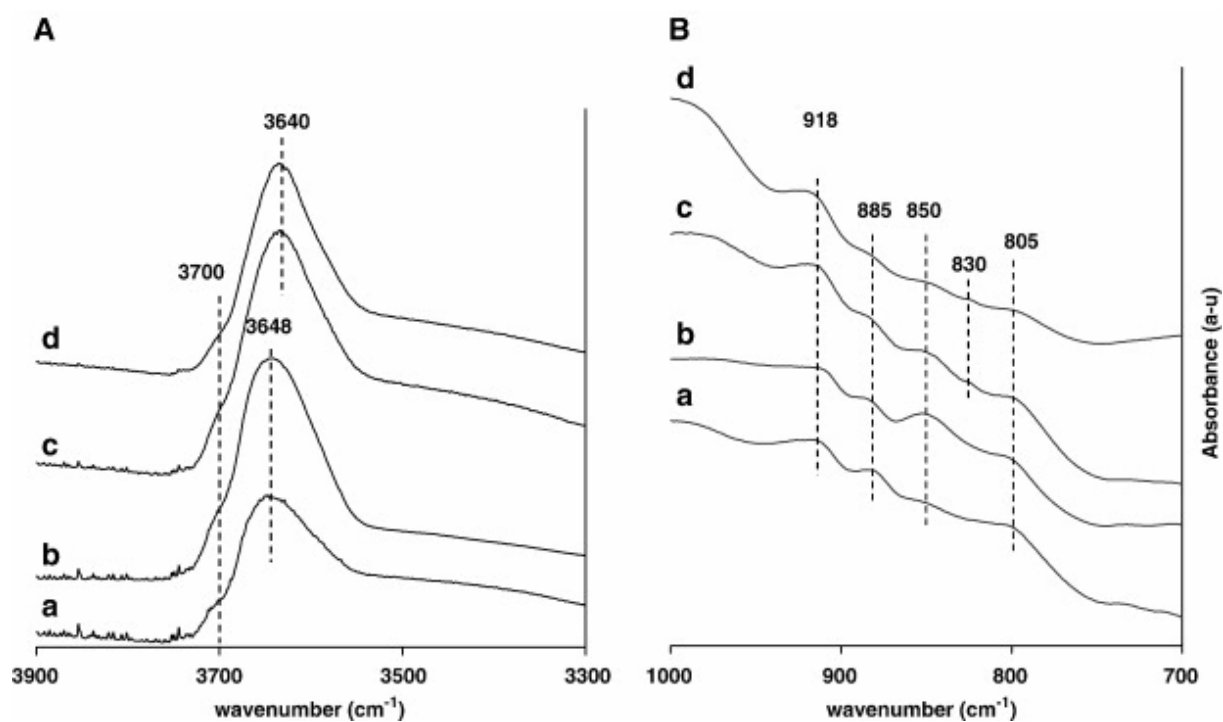 A
3640
3700
3648
d
c
b
a
3900
3700
3500
3300
wavenumber (cm⁻¹)
B
d
918
885
850
830
805
c
b
a
1000
900
800
700
wavenumber (cm⁻¹)
Absorbance (a-u)